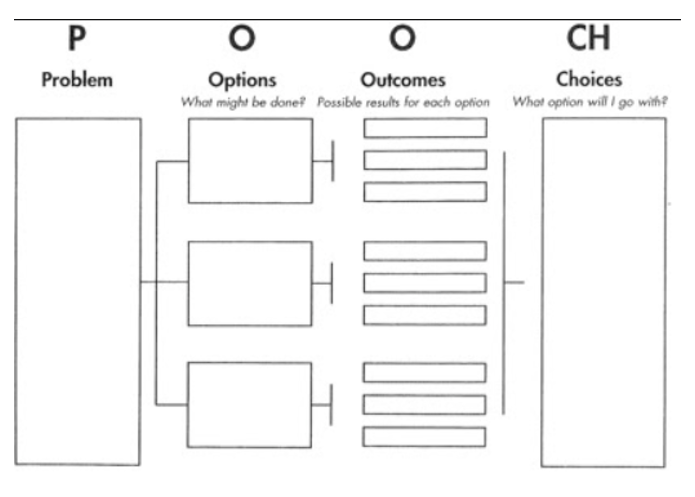 P O O CH
Problem Options Outcomes Choices
What might be done? Possible results for each option What option will I go with?